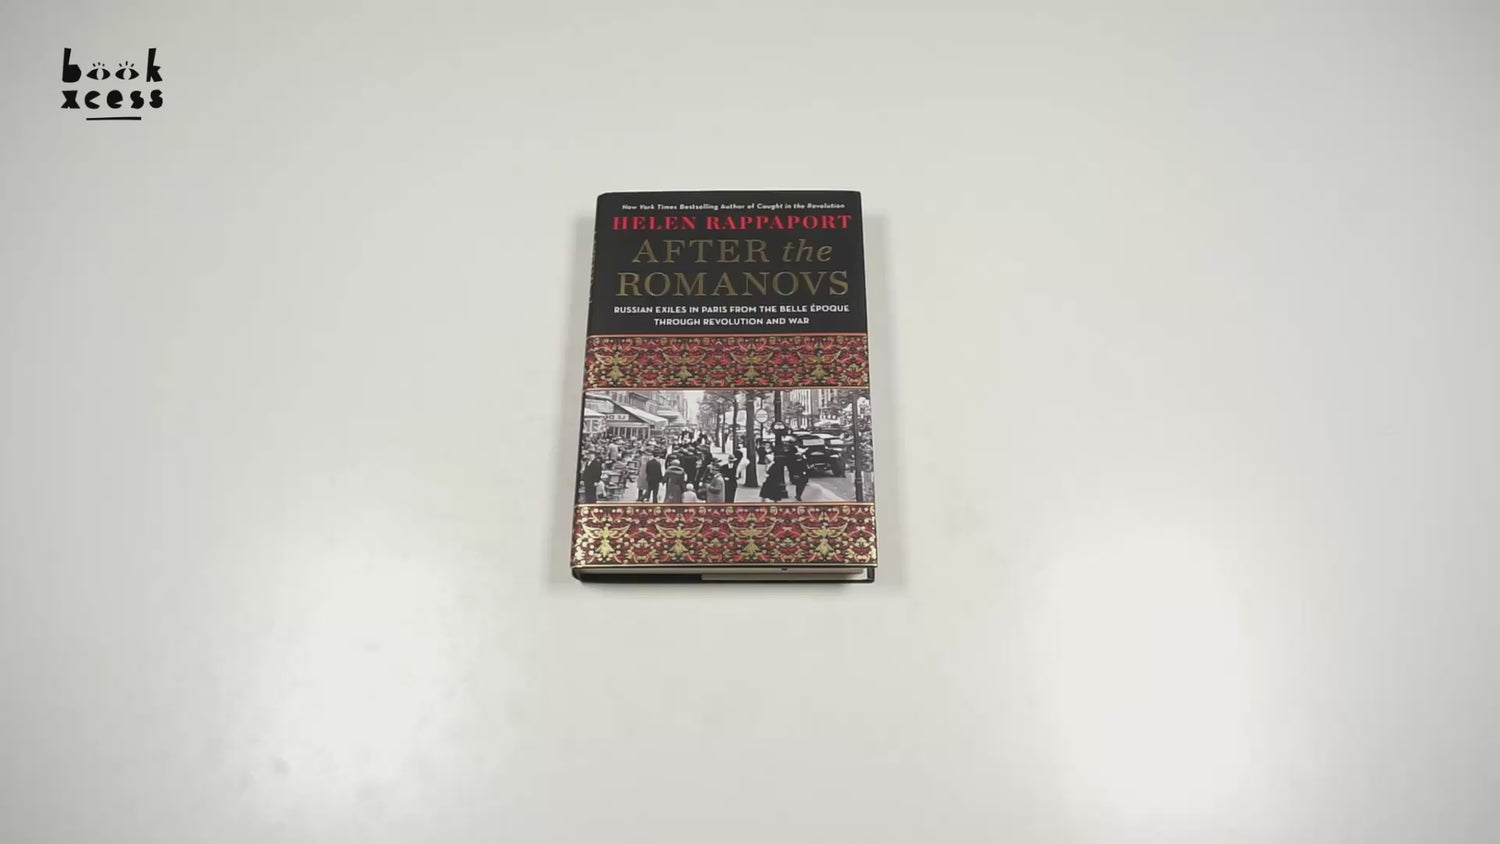 book
xcess
New York Times Bestselling Author of Caught in the Revolution
HELEN RAPPAPORT
AFTER the
ROMANOVS
RUSSIAN EXILES IN PARIS FROM THE BELLE ÉPOQUE
THROUGH REVOLUTION AND WAR